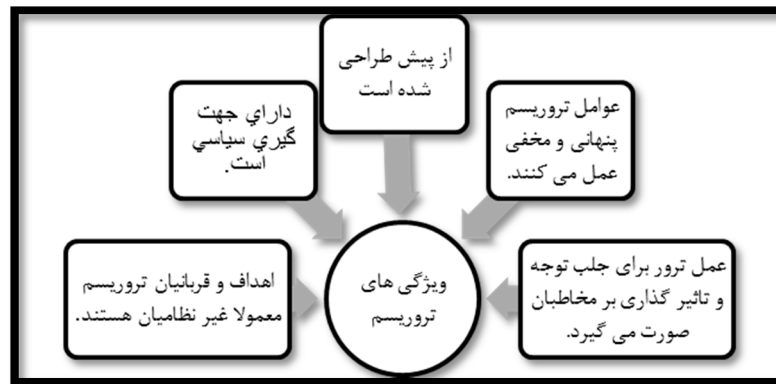 از پیش طراحی
شده است
عوامل تروریسم
پنهانی و مخفی
عمل می کنند.
داراي جهت
گيري سياسي
است.
عمل ترور برای جلب توجه
و تاثیر گذاری بر مخاطبان
صورت می گیرد.
ویژگی های
تروریسم
اهداف و قربانیان تروریسم
معمولا غیر نظامیان هستند.